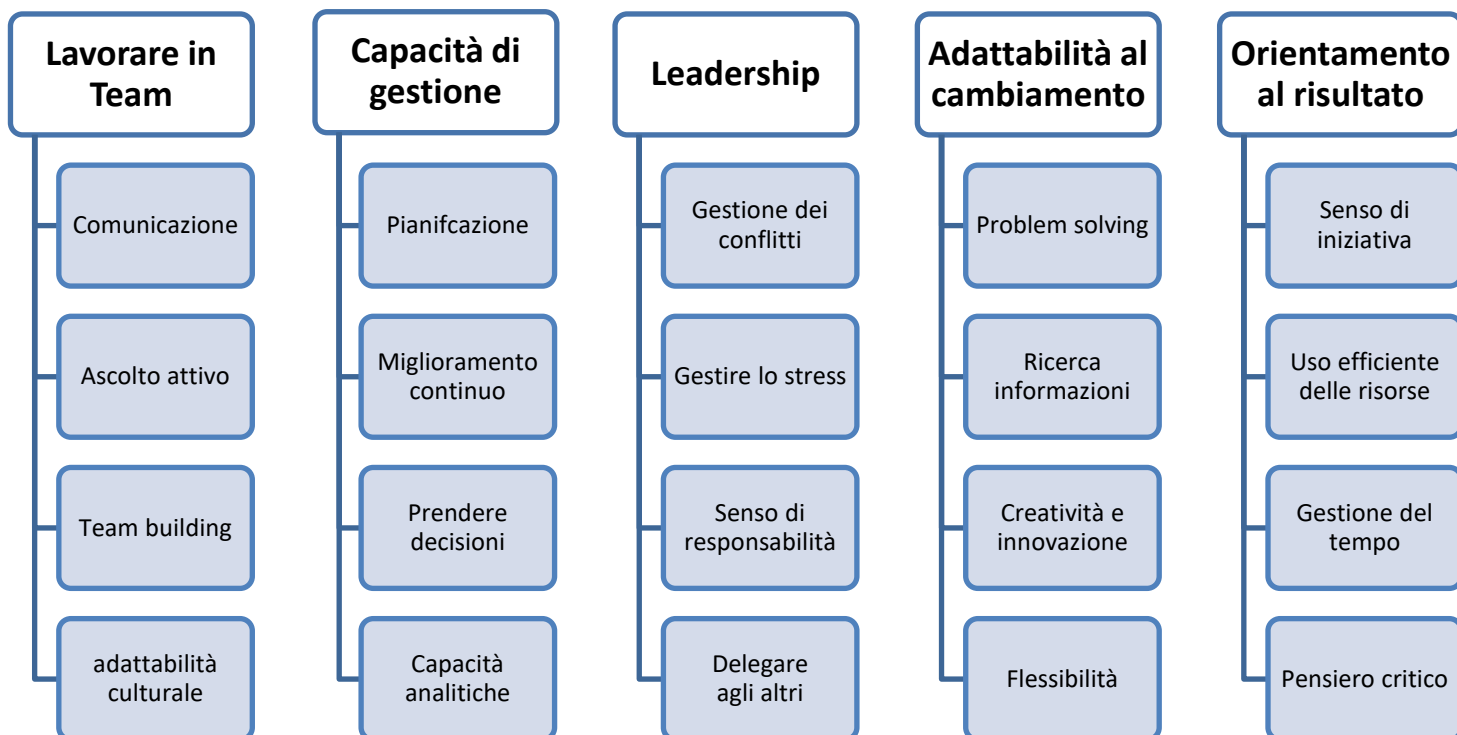 Lavorare in
Team
Comunicazione
Ascolto attivo
Team building
adattabilità
culturale
Capacità di
gestione
Pianifcazione
Miglioramento
continuo
Prendere
decisioni
Capacità
analitiche
Leadership
Gestione dei
conflitti
Gestire lo stress
Senso di
responsabilità
Delegare
agli altri
Adattabilità al
cambiamento
Problem solving
Ricerca
informazioni
Creatività e
innovazione
Flessibilità
Orientamento
al risultato
Senso di
iniziativa
Uso efficiente
delle risorse
Gestione del
tempo
Pensiero critico